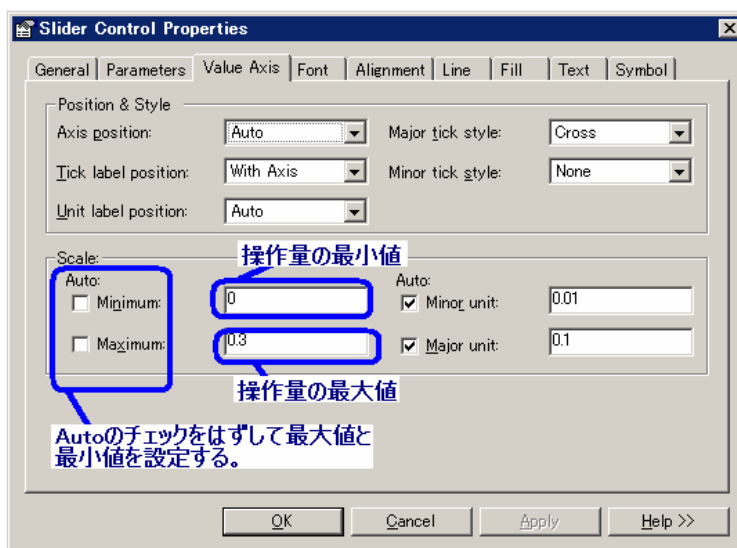 Slider Control Properties
General Parameters Value Axis Font Alignment Line Fill Text Symbol
Position & Style
Axis position: Auto Major tick style: Cross
Tick label position: With Axis Minor tick style: None
Unit label position: Auto
Scale: 操作量の最小値
Auto: Auto:
Minimum: 0 Minor unit: 0.01
Maximum: 0.3 Major unit: 0.1
操作量の最大値
Autoのチェックをはずして最大値と
最小値を設定する。
OK Cancel Apply Help >>